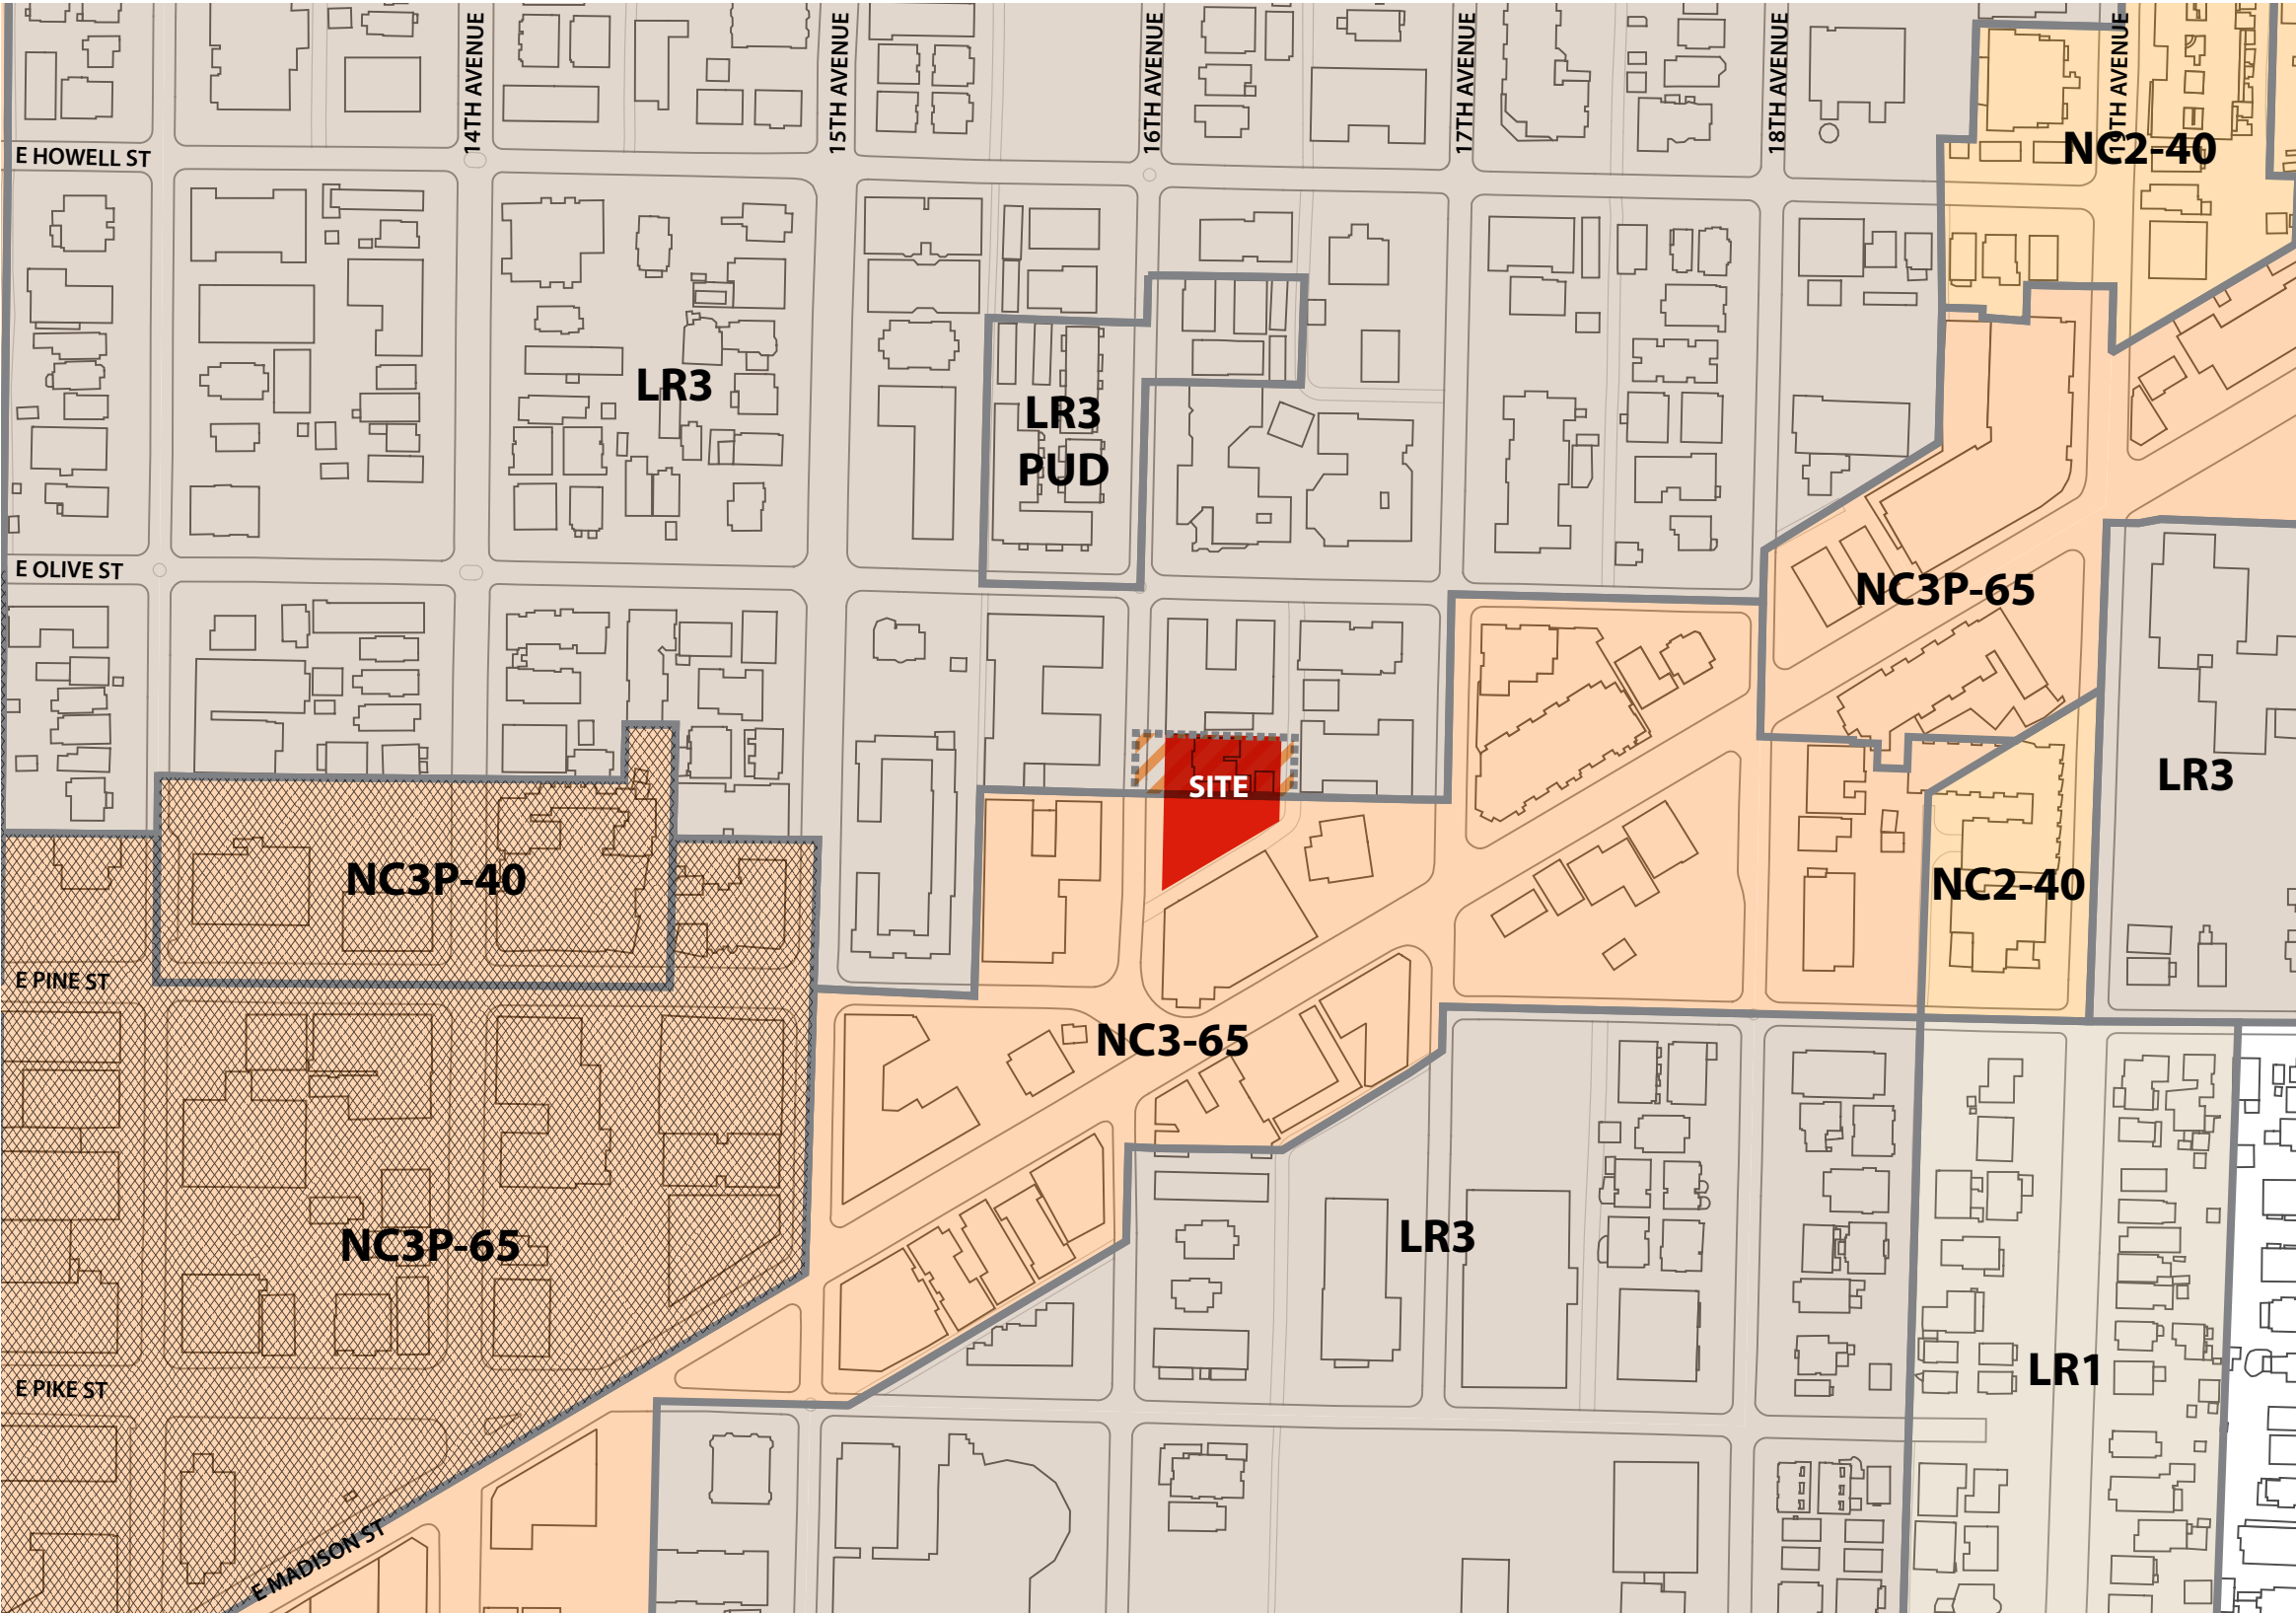 14TH AVENUE
15TH AVENUE
16TH AVENUE
17TH AVENUE
18TH AVENUE
19TH AVENUE
E HOWELL ST
NC2-40
LR3
LR3
PUD
E OLIVE ST
NC3P-65
SITE
LR3
NC3P-40
NC2-40
E PINE ST
NC3-65
NC3P-65
LR3
LR1
E PIKE ST
E MADISON ST